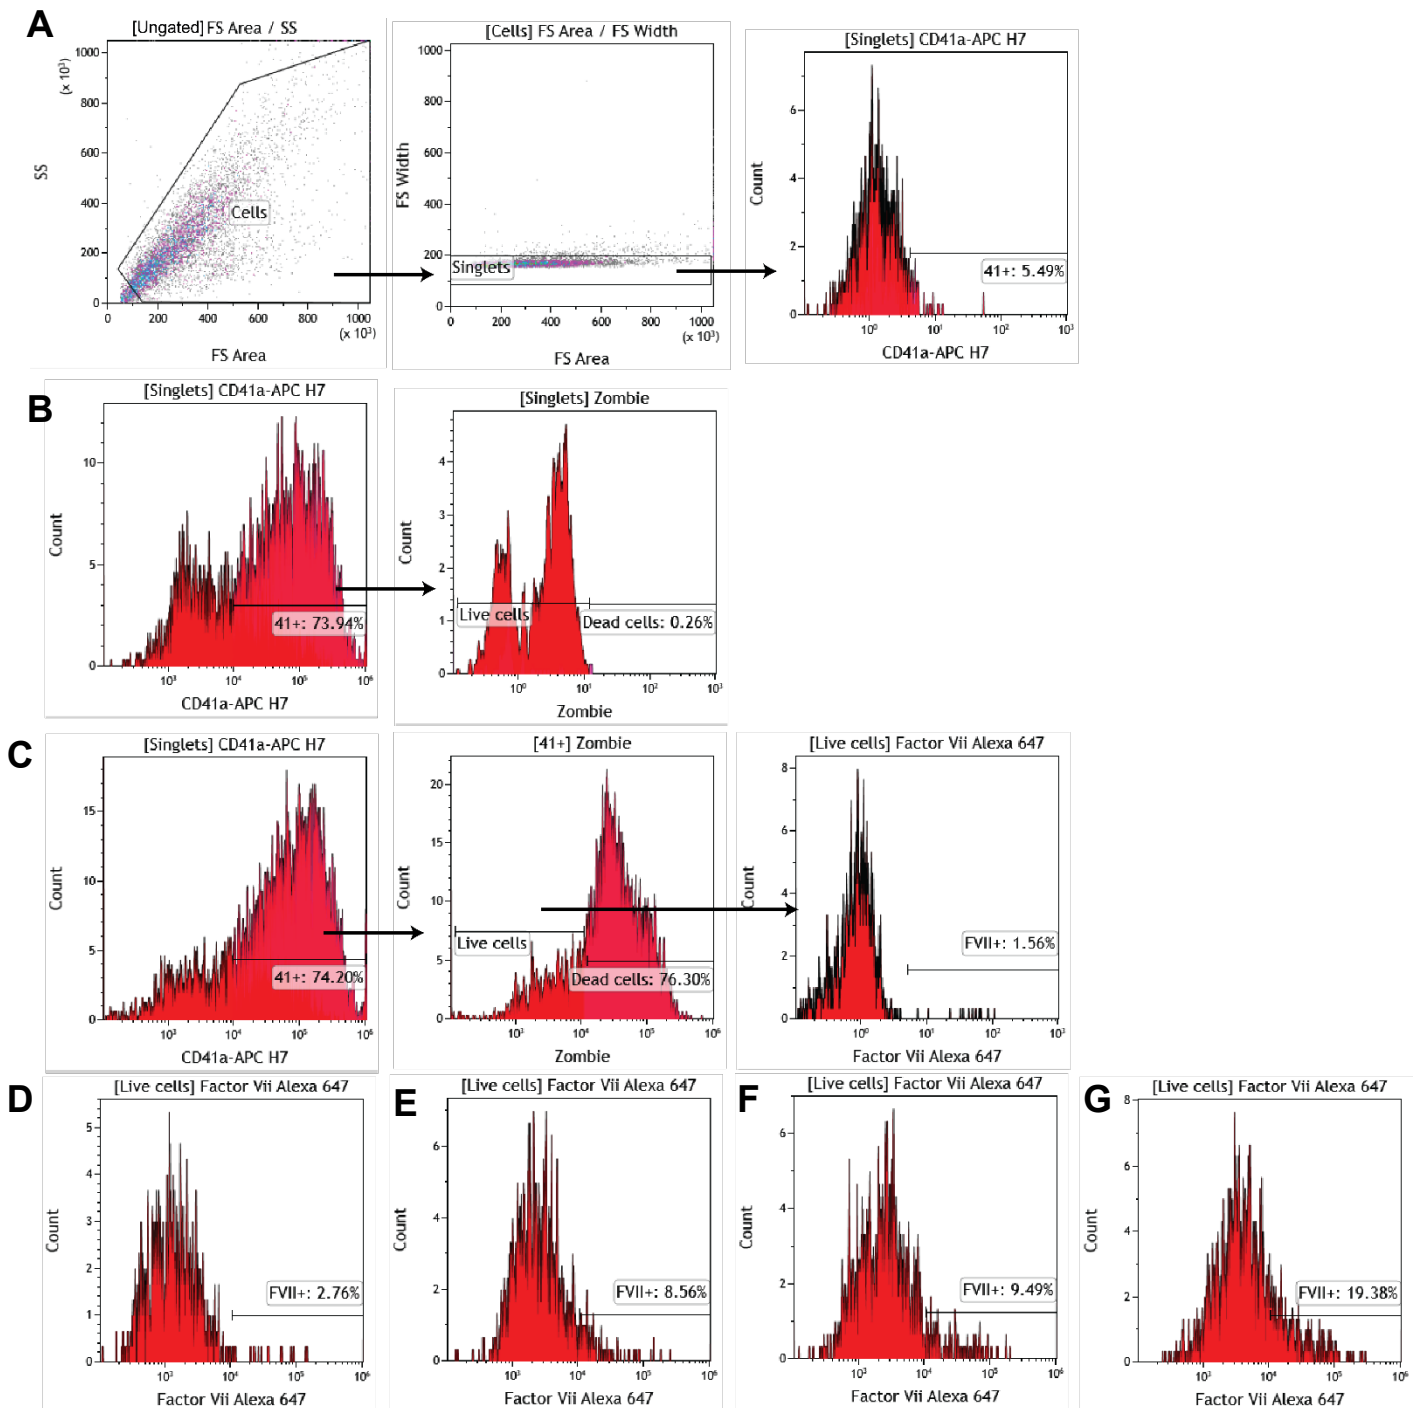 A
[Ungated] FS Area / SS
(x 10³)
1000
800
600
400
200
0
SS
Cells
0 200 400 600 800 1000
(x 10³)
FS Area
[Cells] FS Area / FS Width
1000
800
600
400
200
0
FS Width
Singlets
0 200 400 600 800 1000
(x 10³)
FS Area
[Singlets] CD41a-APC H7
6
4
2
0
Count
41+: 5.49%
10⁰ 10¹ 10² 10³
CD41a-APC H7
B
[Singlets] CD41a-APC H7
10
5
0
Count
41+: 73.94%
10³ 10⁴ 10⁵ 10⁶
CD41a-APC H7
[Singlets] Zombie
4
3
2
1
0
Count
Live cells
Dead cells: 0.26%
10⁰ 10¹ 10² 10³
Zombie
C
[Singlets] CD41a-APC H7
15
10
5
0
Count
41+: 74.20%
10³ 10⁴ 10⁵ 10⁶
CD41a-APC H7
[41+] Zombie
20
15
10
5
0
Count
Live cells
Dead cells: 76.30%
10³ 10⁴ 10⁵ 10⁶
Zombie
[Live cells] Factor Vii Alexa 647
8
6
4
2
0
Count
FVII+: 1.56%
10⁰ 10¹ 10² 10³
Factor Vii Alexa 647
D
[Live cells] Factor Vii Alexa 647
5
4
3
2
1
0
Count
FVII+: 2.76%
10³ 10⁴ 10⁵ 10⁶
Factor Vii Alexa 647
E
[Live cells] Factor Vii Alexa 647
6
4
2
0
Count
FVII+: 8.56%
10³ 10⁴ 10⁵ 10⁶
Factor Vii Alexa 647
F
[Live cells] Factor Vii Alexa 647
6
4
2
0
Count
FVII+: 9.49%
10³ 10⁴ 10⁵ 10⁶
Factor Vii Alexa 647
G
[Live cells] Factor Vii Alexa 647
8
6
4
2
0
Count
FVII+: 19.38%
10³ 10⁴ 10⁵ 10⁶
Factor Vii Alexa 647